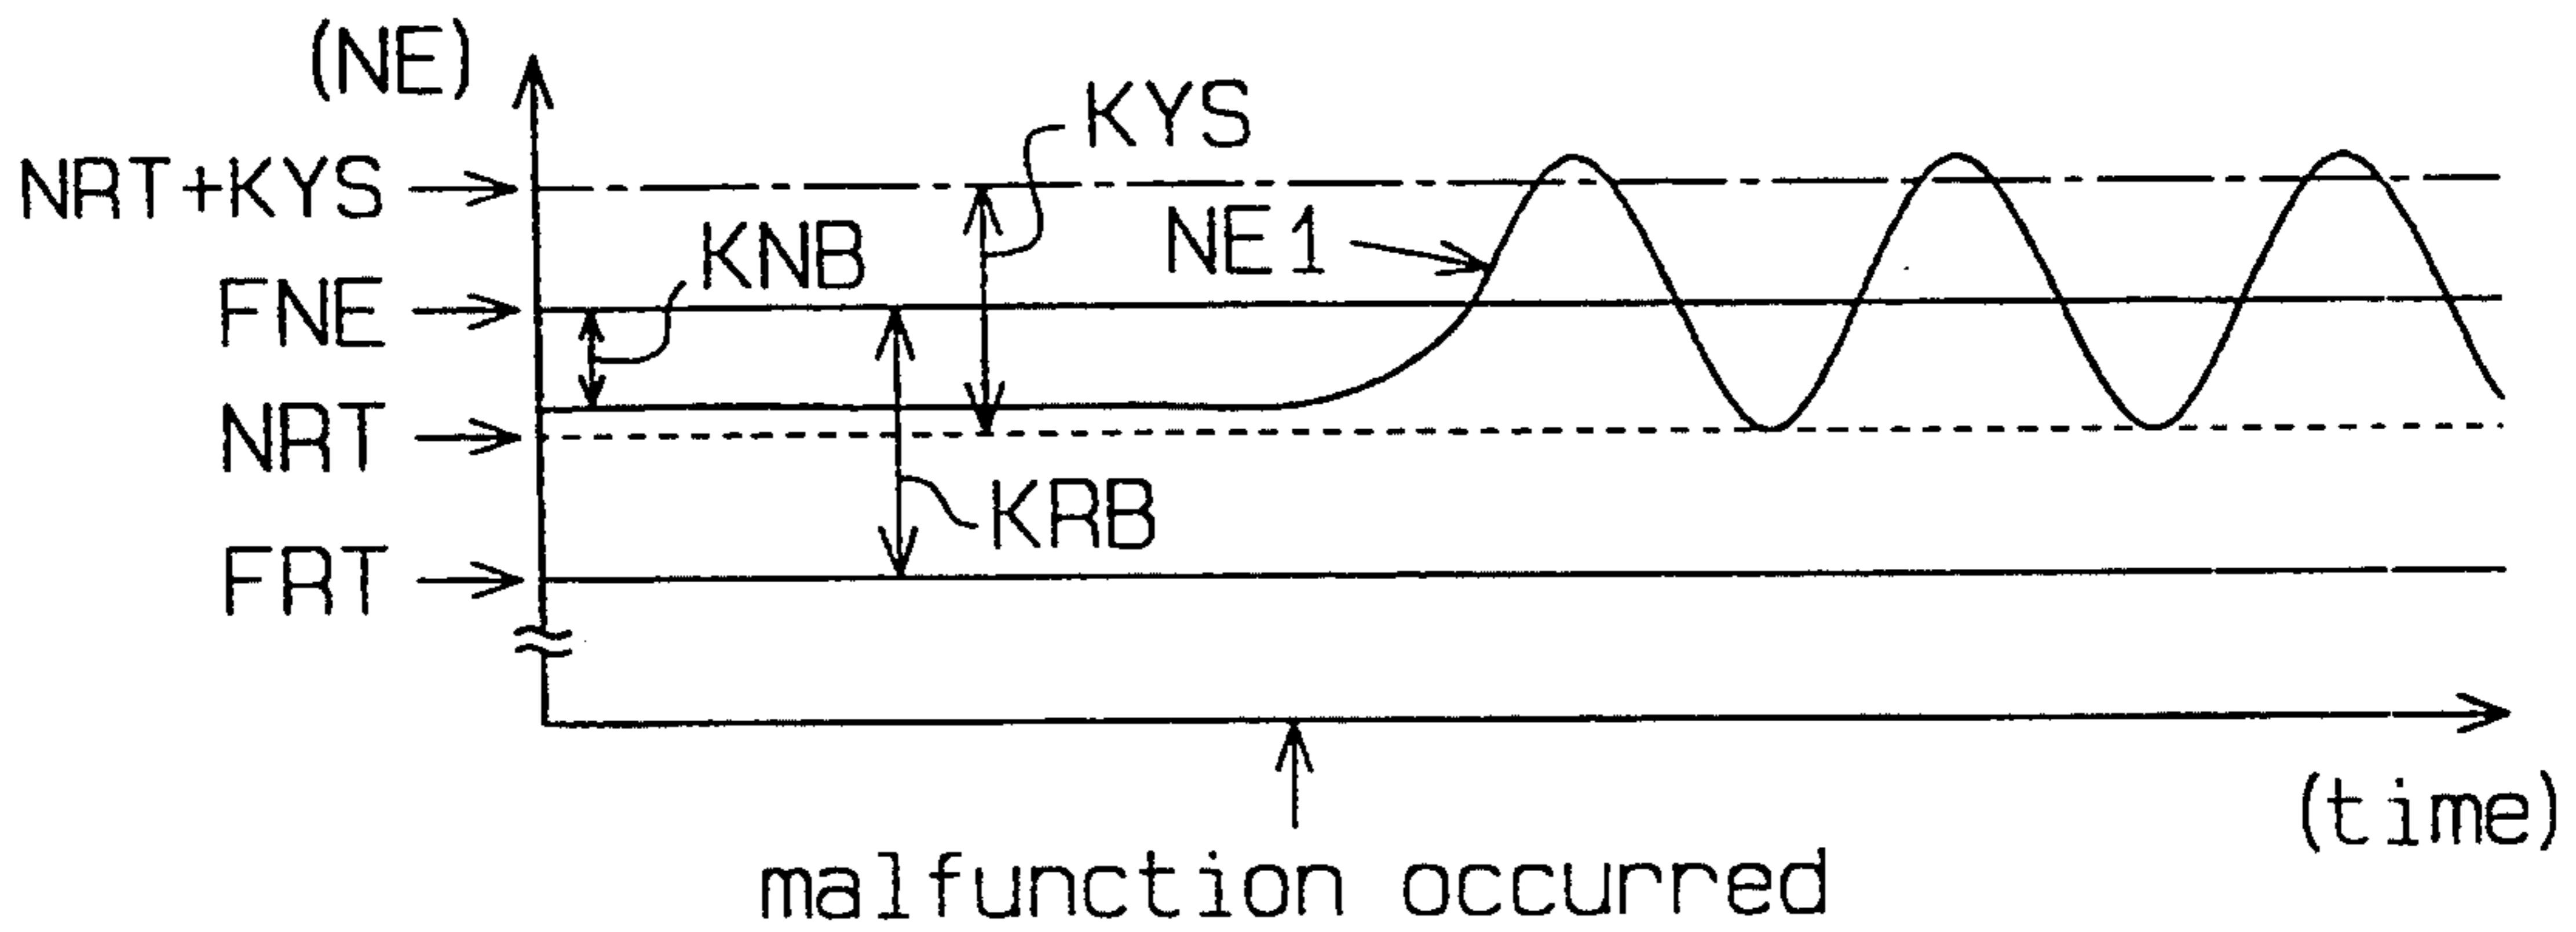 (NE)
NRT+KYS
KYS
KNB
NE1
FNE
NRT
KRB
FRT
(time)
malfunction occurred